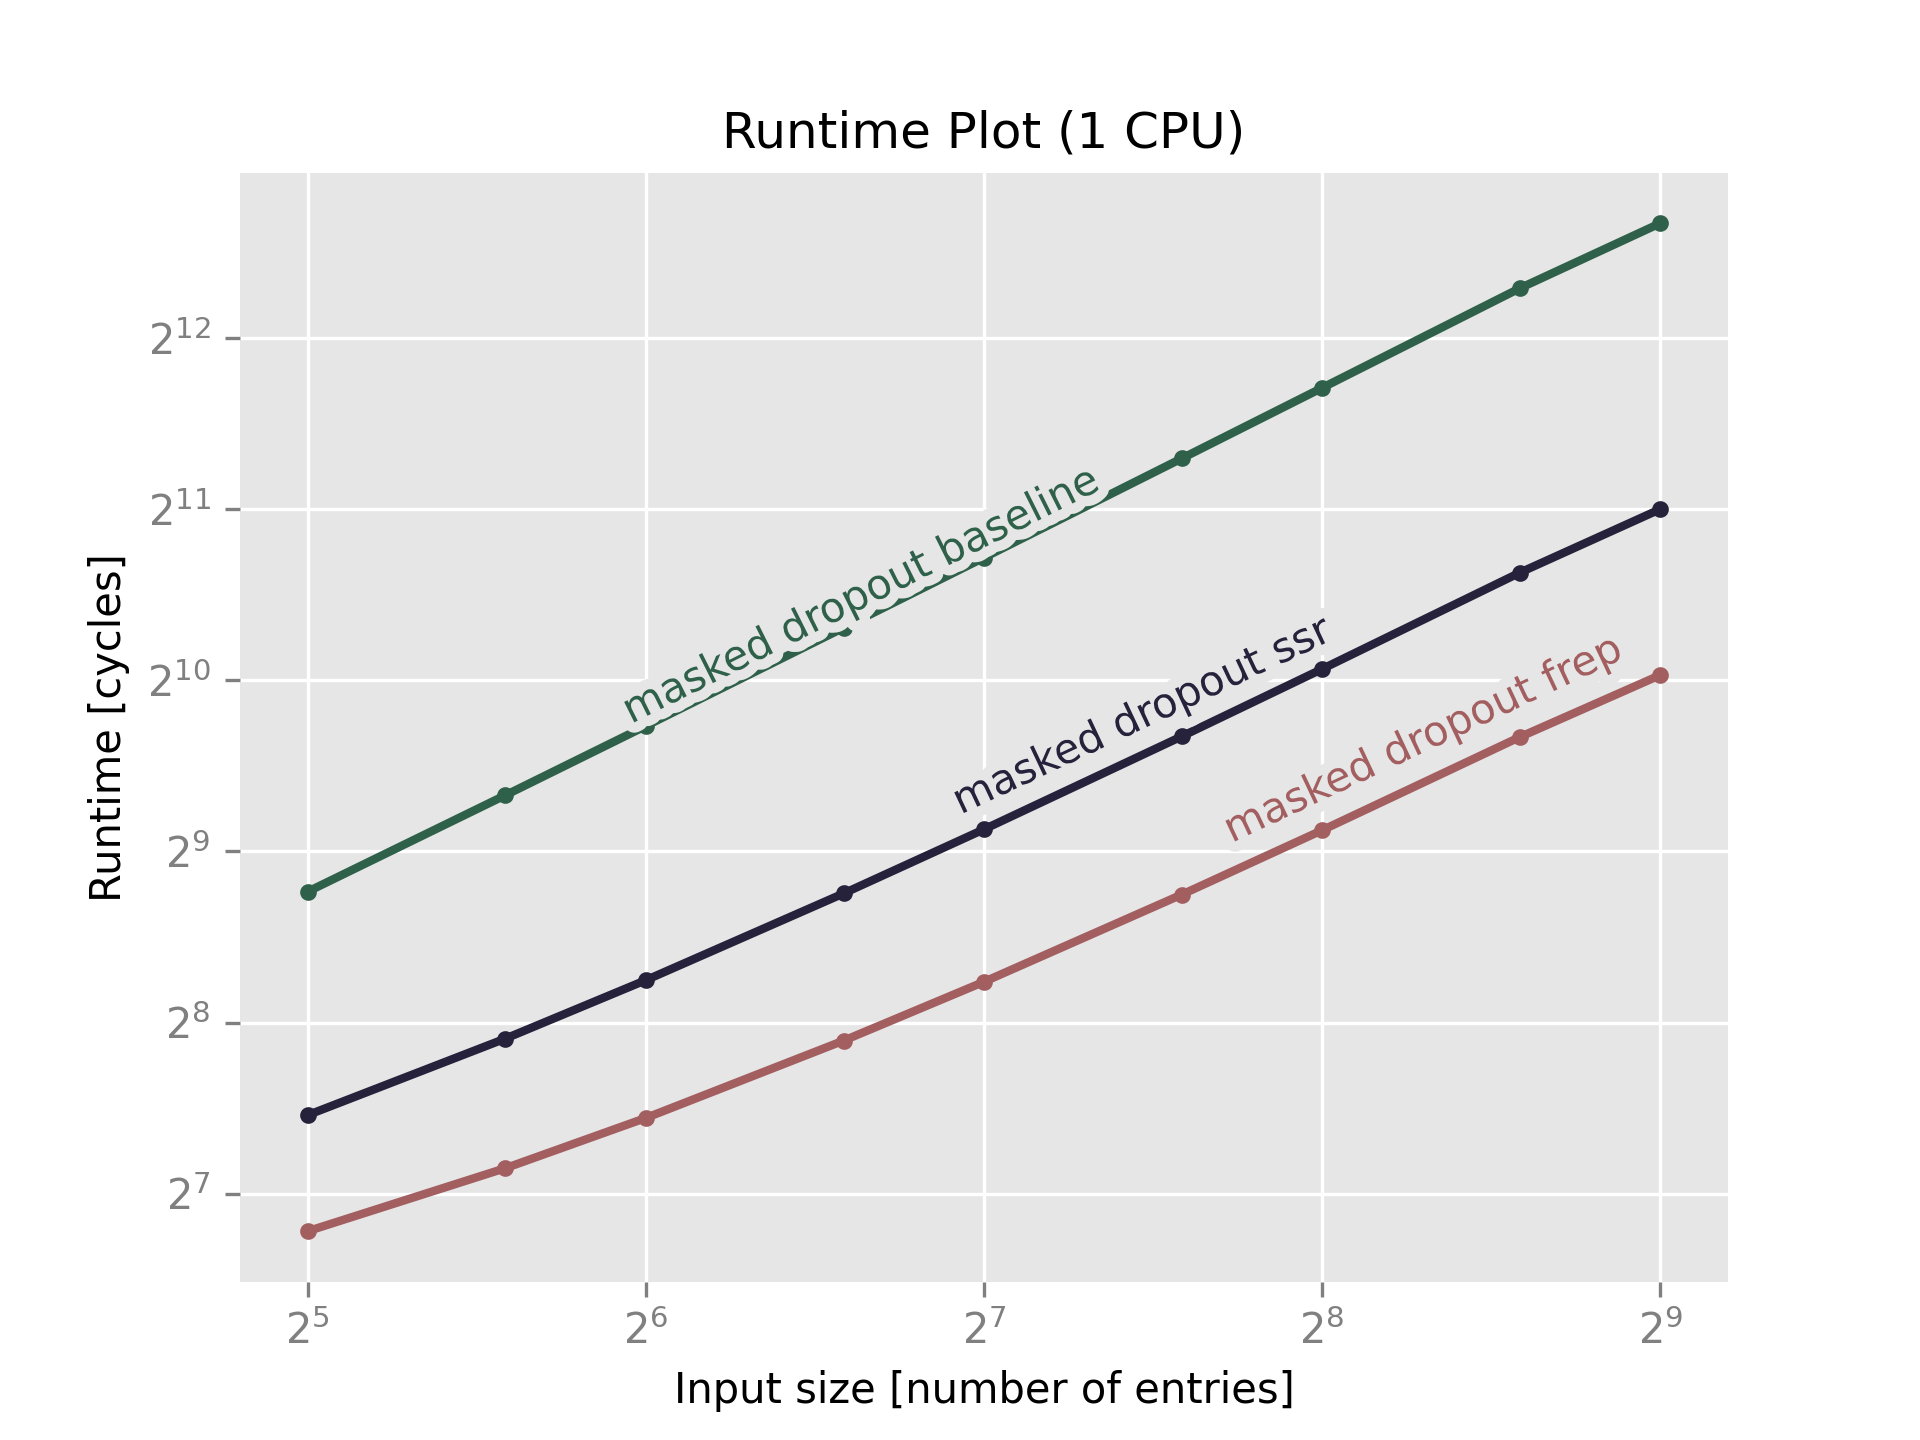 Runtime Plot (1 CPU)
2¹²
2¹¹
2¹⁰
2⁹
2⁸
2⁷
Runtime [cycles]
masked dropout baseline
masked dropout ssr
masked dropout frep
2⁵ 2⁶ 2⁷ 2⁸ 2⁹
Input size [number of entries]